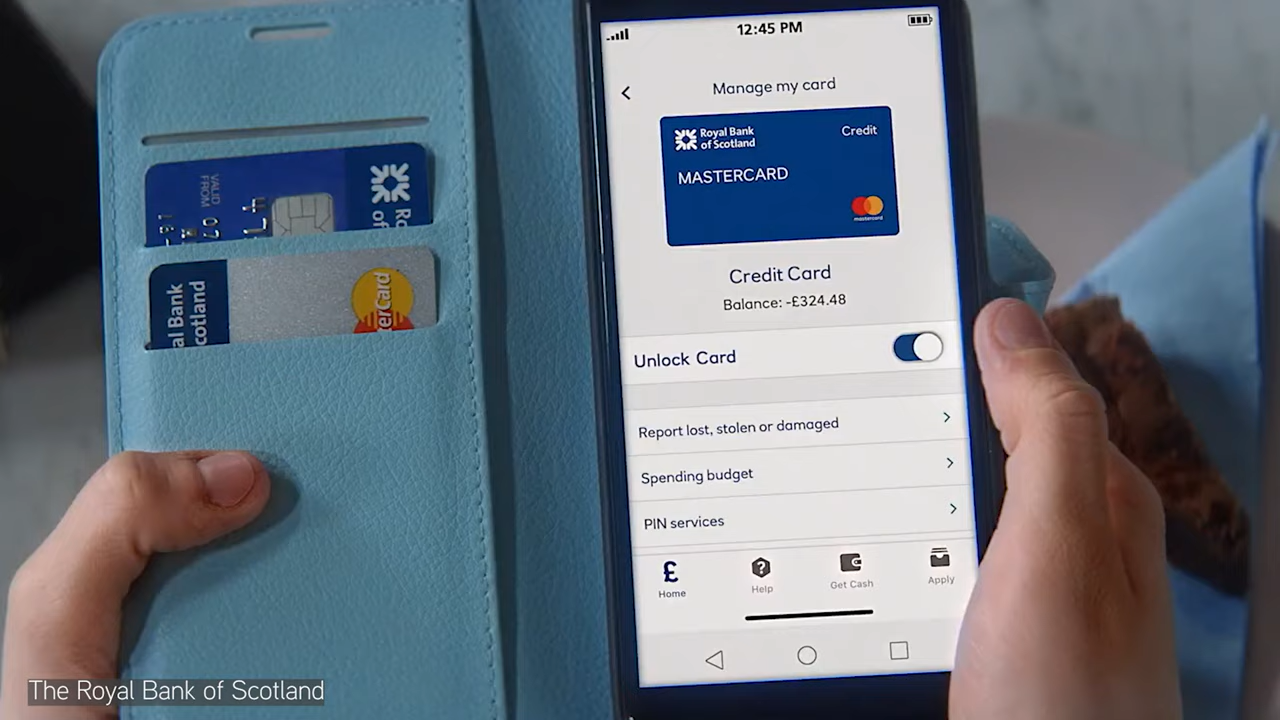 12:45 PM
Manage my card
Royal Bank
of Scotland
Credit
MASTERCARD
mastercard
Credit Card
Balance: -£324.48
Unlock Card
Report lost, stolen or damaged
Spending budget
PIN services
£
Home
?
Help
Get Cash
Apply
VALID
FROM
07
al Bank
cotland
erCard
The Royal Bank of Scotland